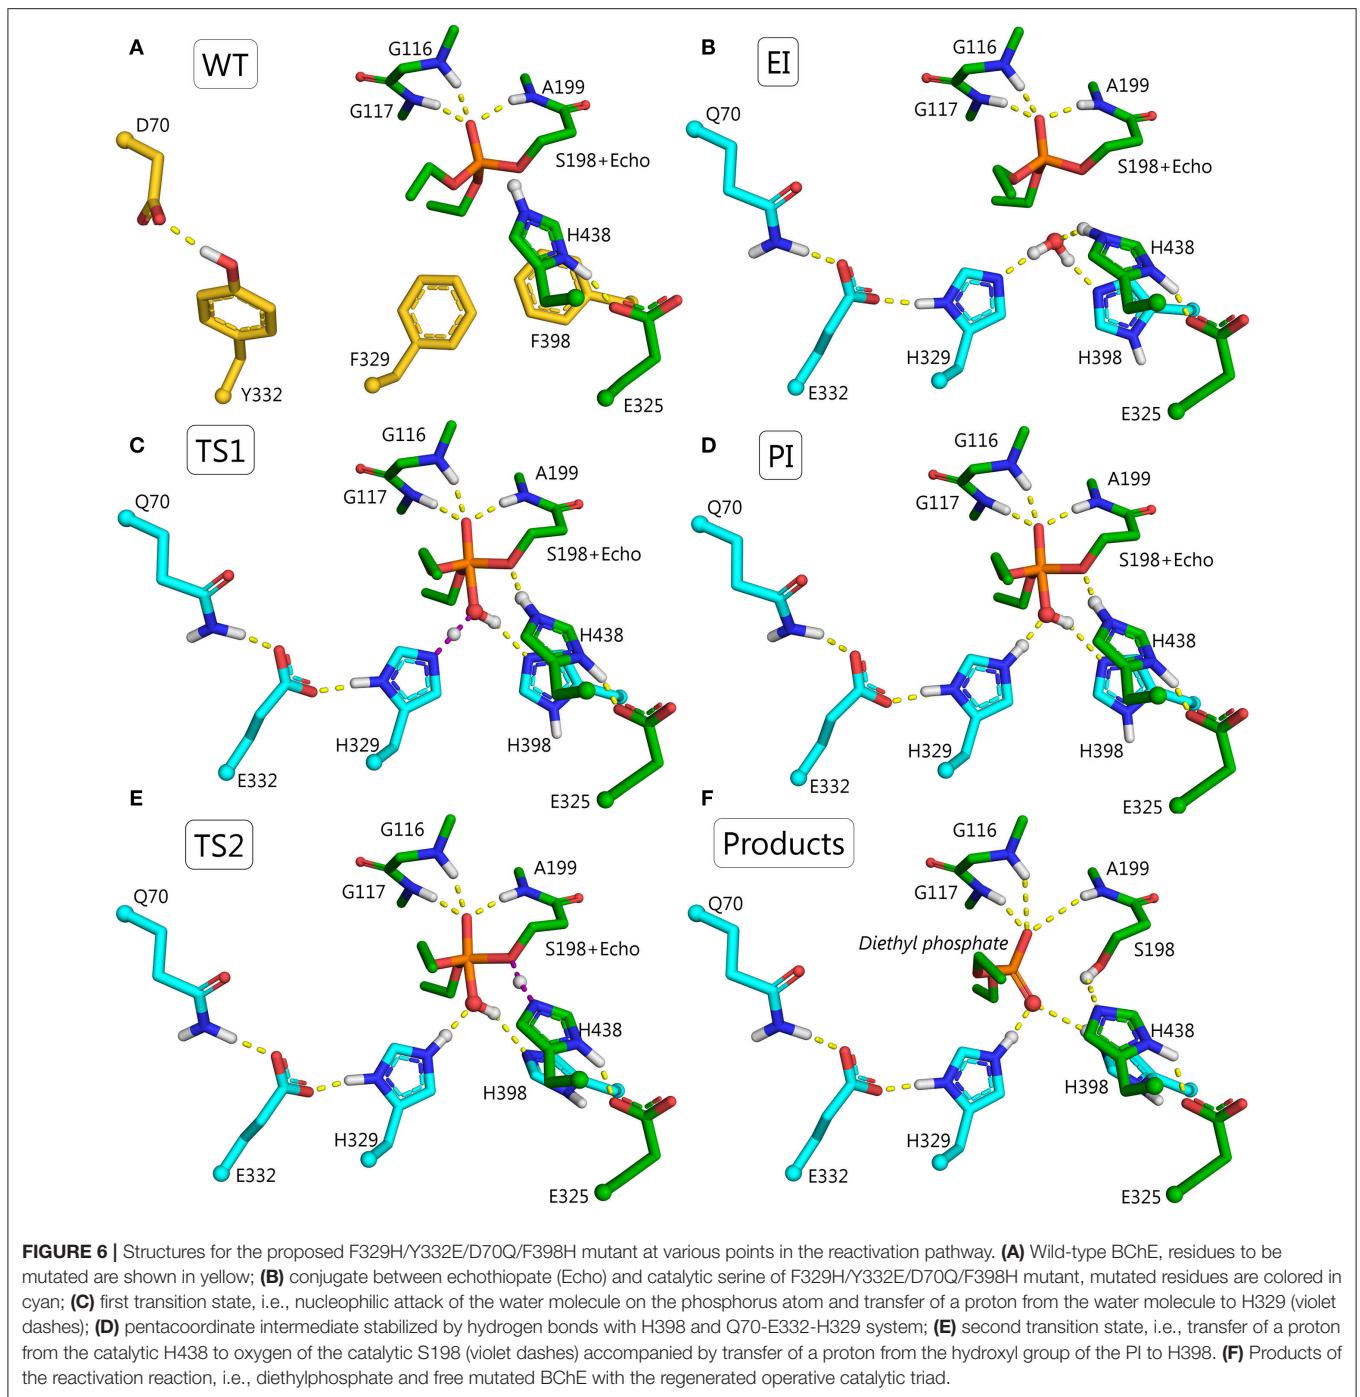 A
WT
G116
G117
A199
D70
S198+Echo
H438
F398
F329
Y332
E325
B
EI
G116
G117
A199
Q70
S198+Echo
H438
H329
H398
E332
E325
C
TS1
G116
G117
A199
Q70
S198+Echo
H438
H329
H398
E332
E325
D
PI
G116
G117
A199
Q70
S198+Echo
H438
H329
H398
E332
E325
E
TS2
G116
G117
A199
Q70
S198+Echo
H438
H398
H329
E332
E325
F
Products
G116
G117
A199
Q70
Diethyl phosphate
S198
H438
H398
H329
E332
E325
FIGURE 6 | Structures for the proposed F329H/Y332E/D70Q/F398H mutant at various points in the reactivation pathway. (A) Wild-type BChE, residues to be
mutated are shown in yellow; (B) conjugate between echothiopate (Echo) and catalytic serine of F329H/Y332E/D70Q/F398H mutant, mutated residues are colored in
cyan; (C) first transition state, i.e., nucleophilic attack of the water molecule on the phosphorus atom and transfer of a proton from the water molecule to H329 (violet
dashes); (D) pentacoordinate intermediate stabilized by hydrogen bonds with H398 and Q70-E332-H329 system; (E) second transition state, i.e., transfer of a proton
from the catalytic H438 to oxygen of the catalytic S198 (violet dashes) accompanied by transfer of a proton from the hydroxyl group of the PI to H398. (F) Products of
the reactivation reaction, i.e., diethylphosphate and free mutated BChE with the regenerated operative catalytic triad.